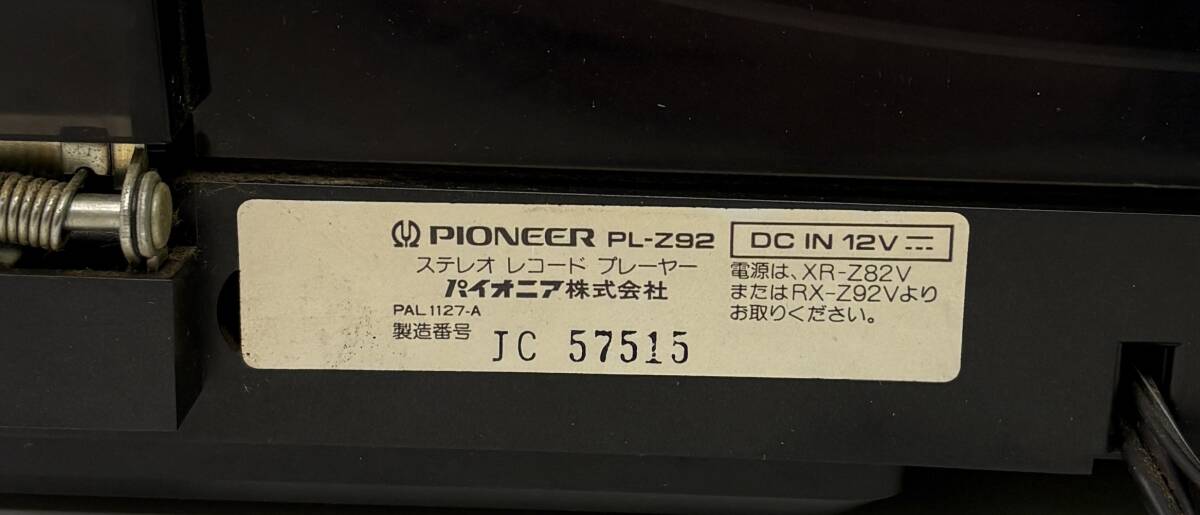 PIONEER PL-Z92
ステレオ レコード プレーヤー
パイオニア株式会社
PAL1127-A
製造番号 JC 57515
DC IN 12V ⎓
電源は、XR-Z82V
またはRX-Z92Vより
お取りください。